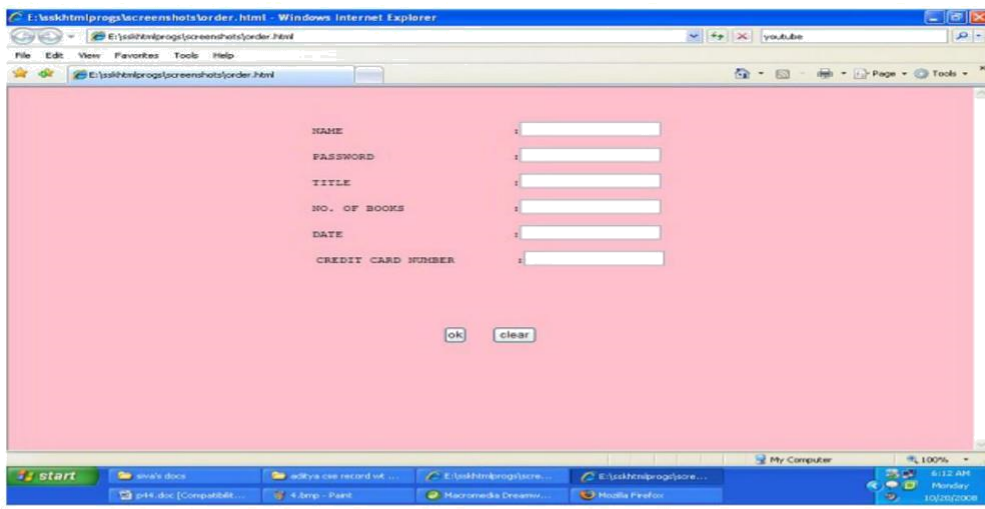 E:\sskhtmlprogs\screenshots\order.html - Windows Internet Explorer
E:\sskhtmlprogs\screenshots\order.html
youtube
File Edit View Favorites Tools Help
E:\sskhtmlprogs\screenshots\order.html
Page Tools
NAME :
PASSWORD :
TITLE :
NO. OF BOOKS :
DATE :
CREDIT CARD NUMBER :
ok clear
My Computer 100%
start siva's docs aditya cse record wt ... E:\sskhtmlprogs\scre... E:\sskhtmlprogs\scre... 6:12 AM
Monday
p44.doc [Compatibilit... 4.bmp - Paint Macromedia Dreamw... Mozilla Firefox 10/20/2008